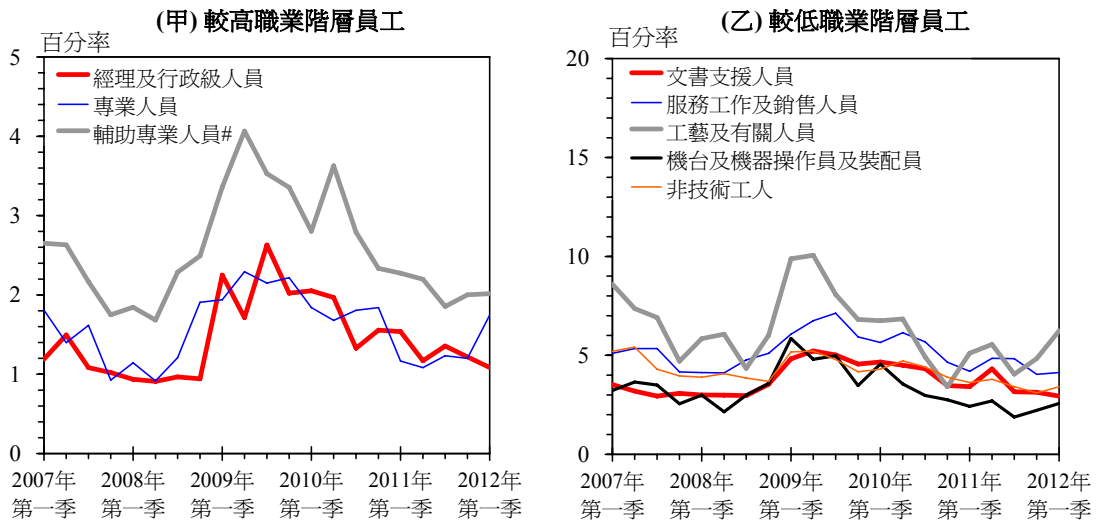 (甲) 較高職業階層員工
百分率
5
4
3
2
1
0
經理及行政級人員
專業人員
輔助專業人員#
2007年
第一季
2008年
第一季
2009年
第一季
2010年
第一季
2011年
第一季
2012年
第一季
(乙) 較低職業階層員工
百分率
20
15
10
5
0
文書支援人員
服務工作及銷售人員
工藝及有關人員
機台及機器操作員及裝配員
非技術工人
2007年
第一季
2008年
第一季
2009年
第一季
2010年
第一季
2011年
第一季
2012年
第一季